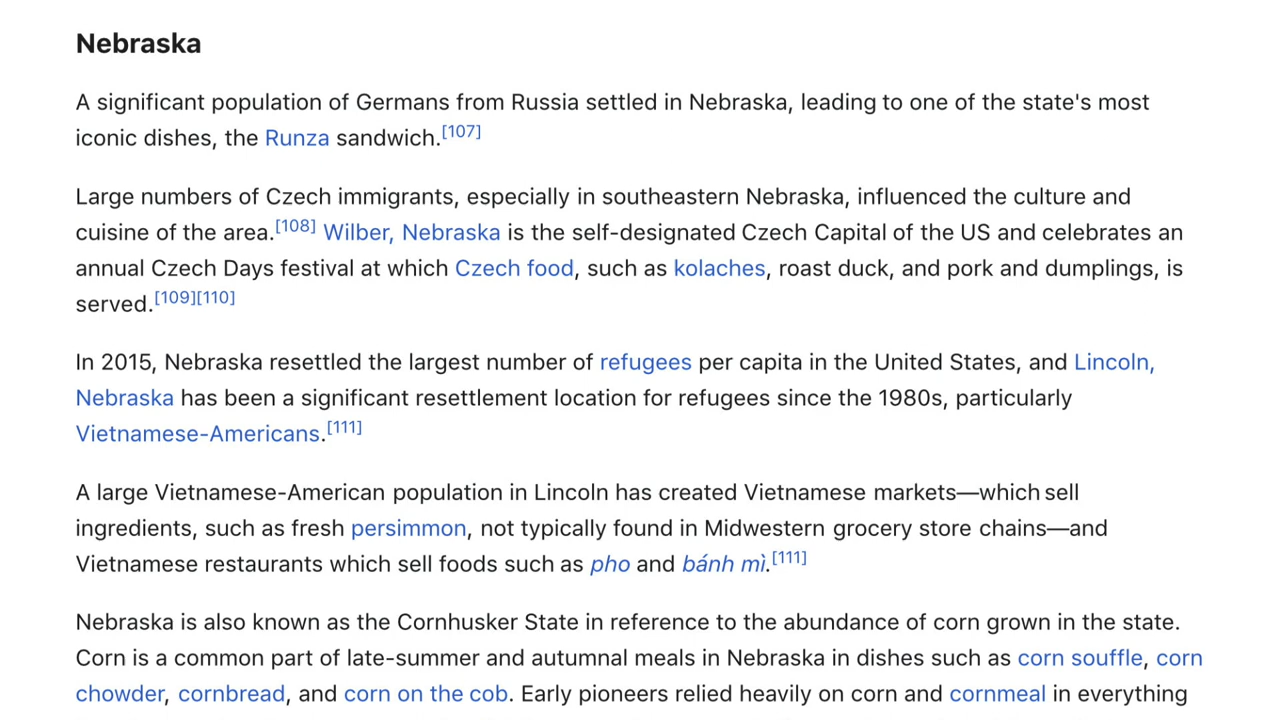 Nebraska
A significant population of Germans from Russia settled in Nebraska, leading to one of the state's most
iconic dishes, the Runza sandwich.[107]
Large numbers of Czech immigrants, especially in southeastern Nebraska, influenced the culture and
cuisine of the area.[108] Wilber, Nebraska is the self-designated Czech Capital of the US and celebrates an
annual Czech Days festival at which Czech food, such as kolaches, roast duck, and pork and dumplings, is
served.[109][110]
In 2015, Nebraska resettled the largest number of refugees per capita in the United States, and Lincoln,
Nebraska has been a significant resettlement location for refugees since the 1980s, particularly
Vietnamese-Americans.[111]
A large Vietnamese-American population in Lincoln has created Vietnamese markets—which sell
ingredients, such as fresh persimmon, not typically found in Midwestern grocery store chains—and
Vietnamese restaurants which sell foods such as pho and bánh mì.[111]
Nebraska is also known as the Cornhusker State in reference to the abundance of corn grown in the state.
Corn is a common part of late-summer and autumnal meals in Nebraska in dishes such as corn souffle, corn
chowder, cornbread, and corn on the cob. Early pioneers relied heavily on corn and cornmeal in everything